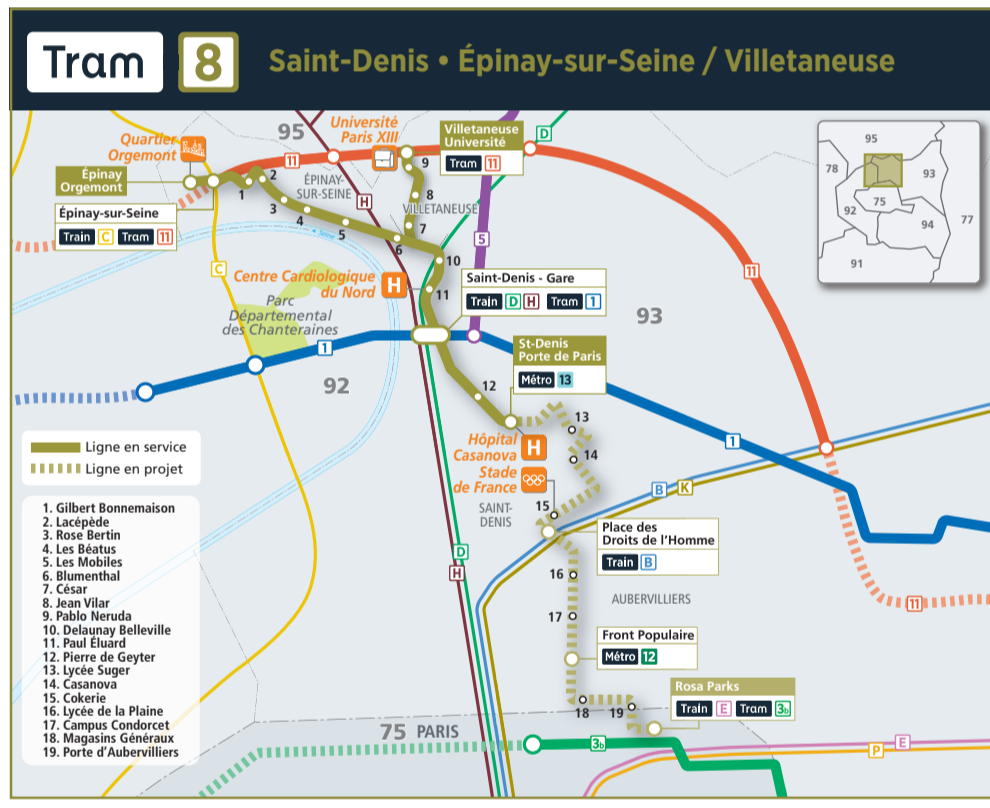 Tram 8 Saint-Denis • Épinay-sur-Seine / Villetaneuse
Quartier
Orgemont
95
Université
Paris XIII
Villetaneuse
Université
Tram 11
D
11
Épinay
Orgemont
Épinay-sur-Seine
Train C Tram 11
ÉPINAY-
SUR-SEINE
VILLETANEUSE
H
1
2
3
4
5
6
7
8
9
10
11
5
C
11
Centre Cardiologique
du Nord
H
Saint-Denis - Gare
Train D H Tram 1
Parc
Départemental
des Chanteraines
93
1
92
St-Denis
Porte de Paris
Métro 13
12
1
13
14
15
Hôpital
Casanova
H
Stade
de France
SAINT-
DENIS
B K
Place des
Droits de l'Homme
Train B
D
H
16
17
AUBERVILLIERS
11
Front Populaire
Métro 12
18
19
Rosa Parks
Train E Tram 3b
75 PARIS
3b
P
E
Ligne en service
Ligne en projet
1. Gilbert Bonnemaison
2. Lacépède
3. Rose Bertin
4. Les Béatus
5. Les Mobiles
6. Blumenthal
7. César
8. Jean Vilar
9. Pablo Neruda
10. Delaunay Belleville
11. Paul Éluard
12. Pierre de Geyter
13. Lycée Suger
14. Casanova
15. Cokerie
16. Lycée de la Plaine
17. Campus Condorcet
18. Magasins Généraux
19. Porte d'Aubervilliers
95
78
93
92
75
94
77
91